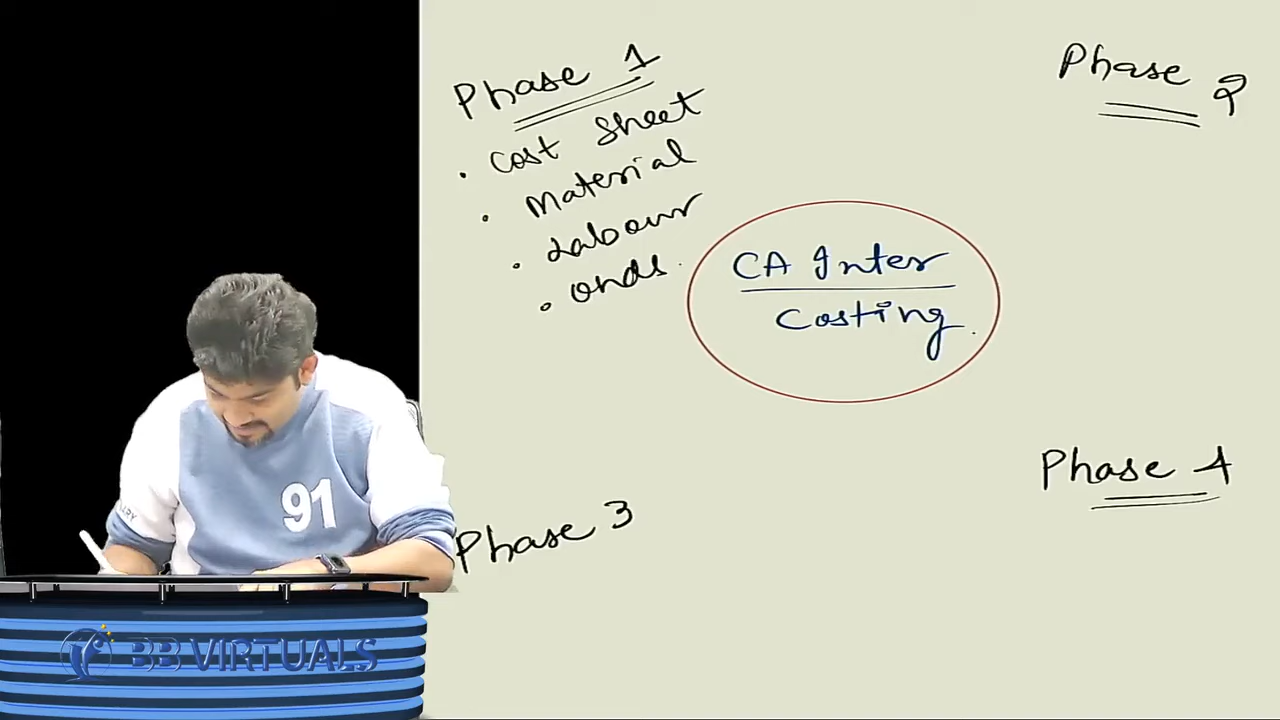 Phase 1
• Cost Sheet
• Material
• Labour
• OHDs.
Phase 2
CA Inter
Costing.
Phase 3
Phase 4
91
BB VIRTUALS